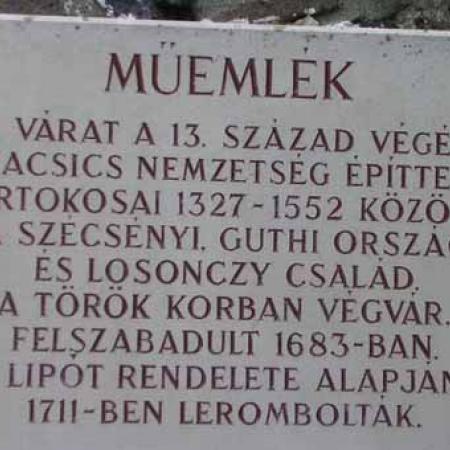 MŰEMLÉK
VÁRAT A 13. SZÁZAD VÉGÉ
ACSICS NEMZETSÉG ÉPÍTTE
RTOKOSAI 1327-1552 KÖZÖ
SZÉCSÉNYI, GUTHI ORSZÁG
ÉS LOSONCZY CSALÁD.
A TÖRÖK KORBAN VÉGVÁR.
FELSZABADULT 1683-BAN.
LIPÓT RENDELETE ALAPJÁN
1711-BEN LEROMBOLTÁK.